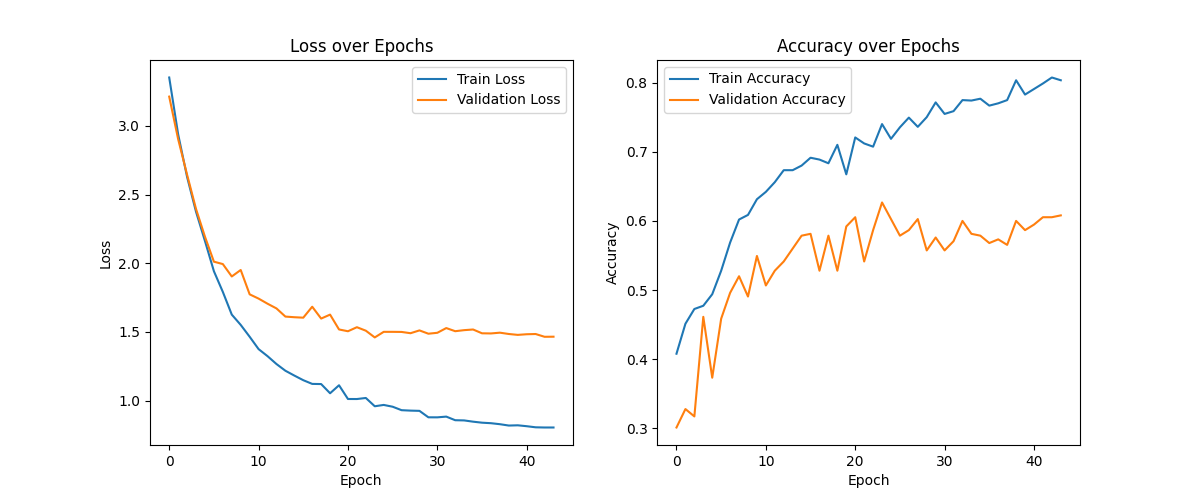 Loss over Epochs
Train Loss
Validation Loss
3.0
2.5
2.0
1.5
1.0
Loss
0 10 20 30 40
Epoch
Accuracy over Epochs
Train Accuracy
Validation Accuracy
0.8
0.7
0.6
0.5
0.4
0.3
Accuracy
0 10 20 30 40
Epoch